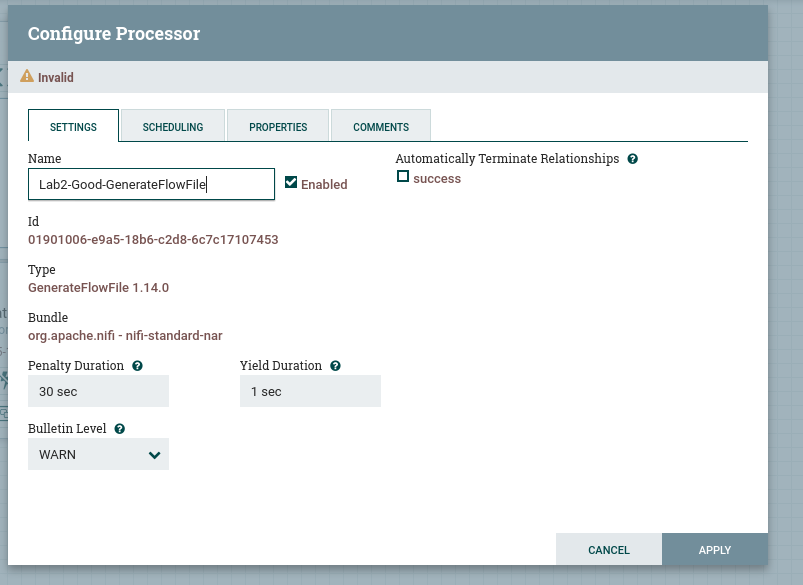 Configure Processor
Invalid
SETTINGS
SCHEDULING
PROPERTIES
COMMENTS
Name
Lab2-Good-GenerateFlowFile
Enabled
Automatically Terminate Relationships
success
Id
01901006-e9a5-18b6-c2d8-6c7c17107453
Type
GenerateFlowFile 1.14.0
Bundle
org.apache.nifi - nifi-standard-nar
Penalty Duration
Yield Duration
30 sec
1 sec
Bulletin Level
WARN
CANCEL
APPLY